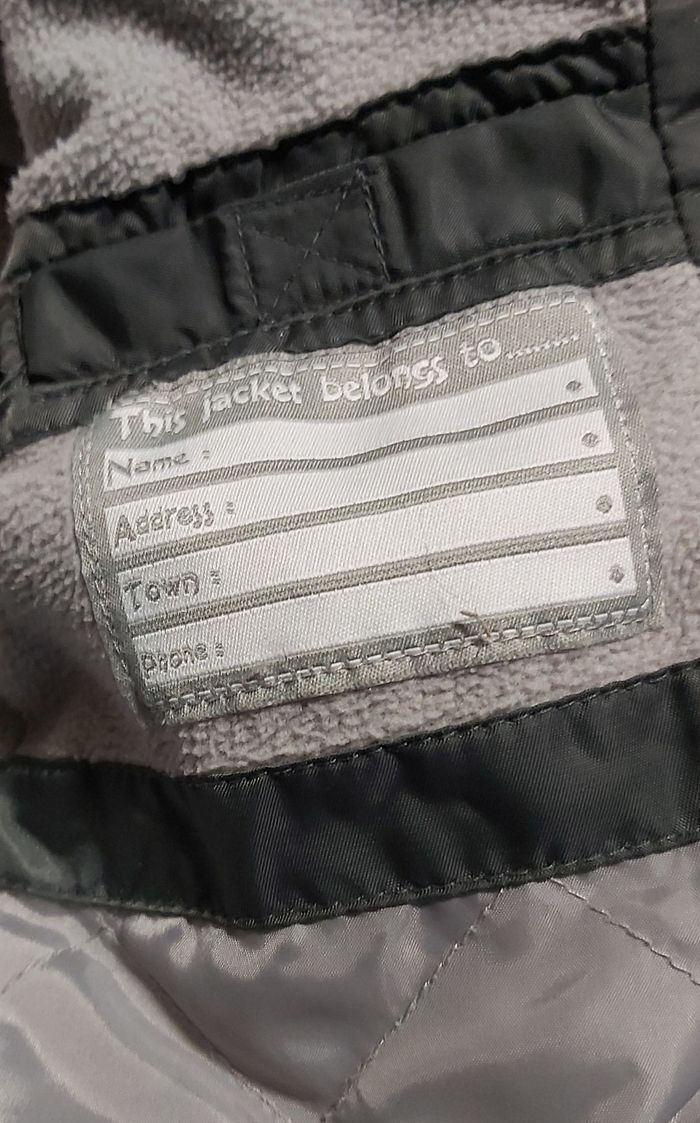 This jacket belongs to........
Name :
Address :
Town :
Phone :